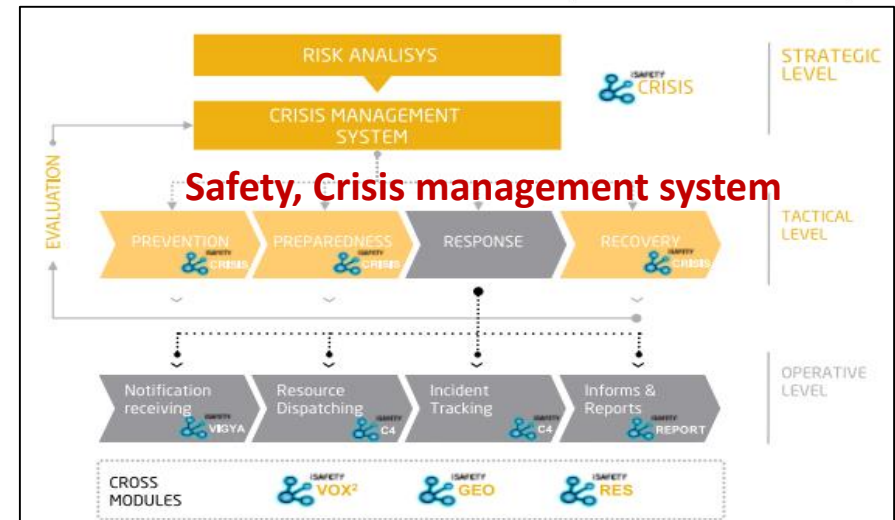 RISK ANALISYS
STRATEGIC
LEVEL
iSAFETY
CRISIS
CRISIS MANAGEMENT
SYSTEM
EVALUATION
Safety, Crisis management system
TACTICAL
LEVEL
PREVENTION
iSAFETY
CRISIS
PREPAREDNESS
iSAFETY
CRISIS
RESPONSE
RECOVERY
iSAFETY
CRISIS
OPERATIVE
LEVEL
Notification
receiving
iSAFETY
VIGYA
Resource
Dispatching
iSAFETY
C4
Incident
Tracking
iSAFETY
C4
Informs &
Reports
iSAFETY
REPORT
CROSS
MODULES
iSAFETY
VOX²
iSAFETY
GEO
iSAFETY
RES